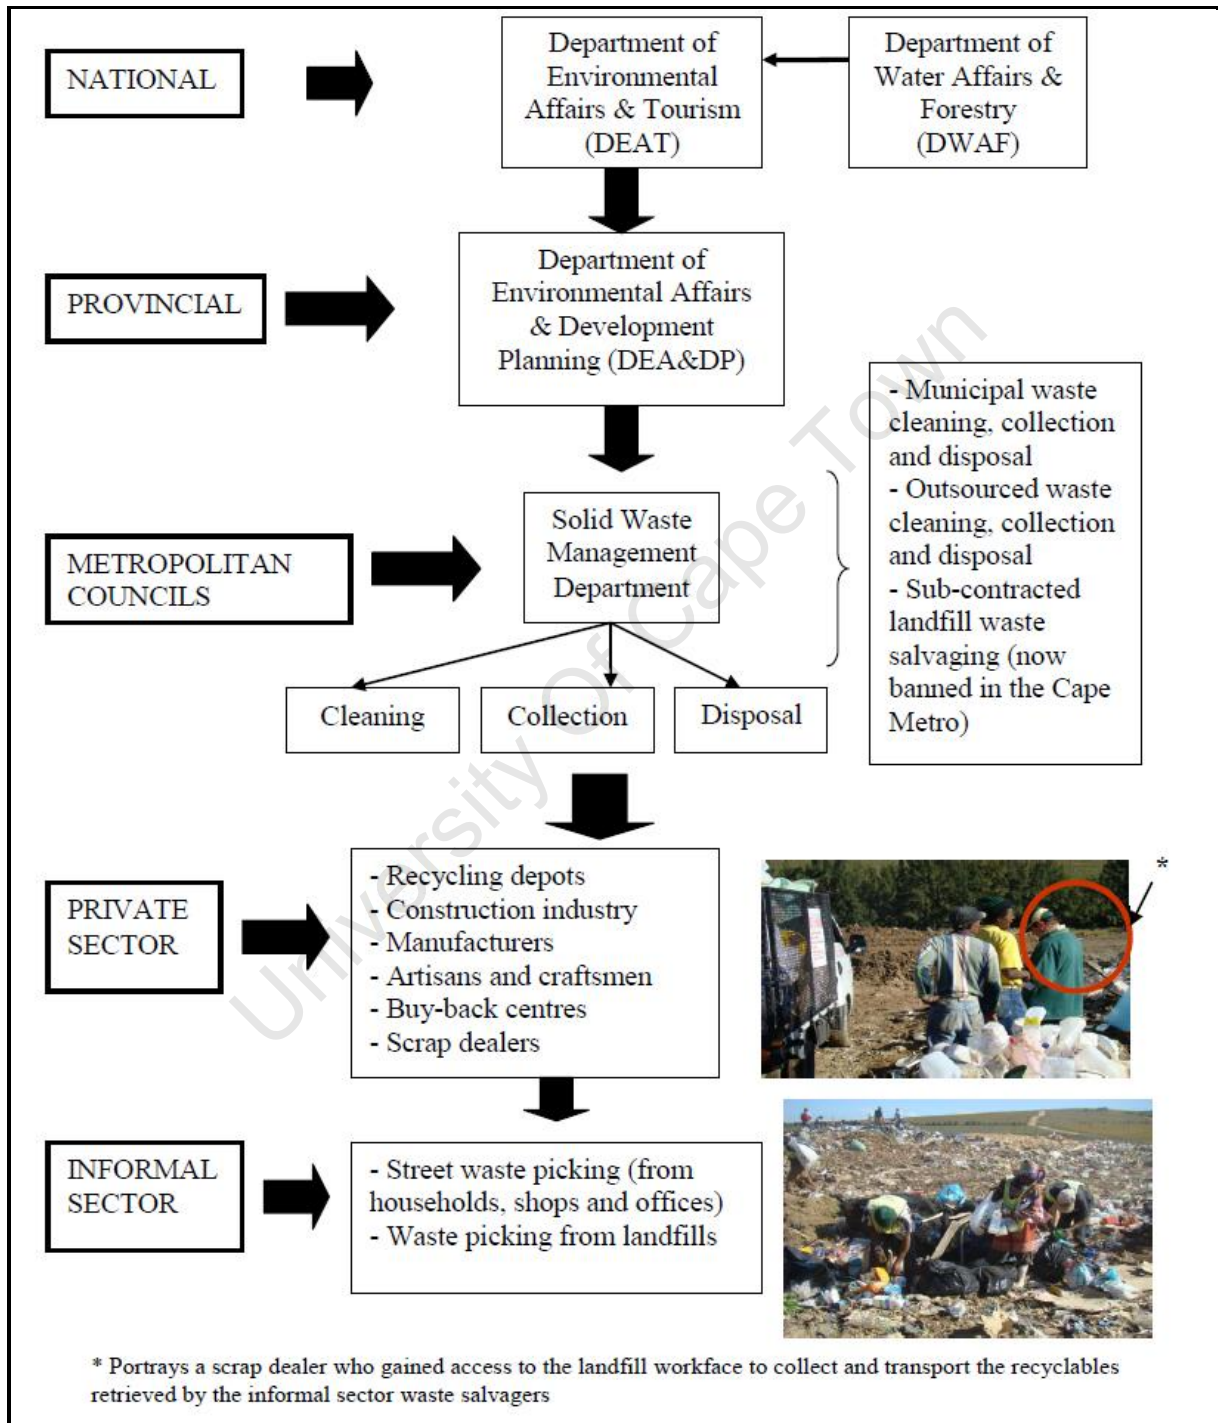 NATIONAL
Department of
Environmental
Affairs & Tourism
(DEAT)
Department of
Water Affairs &
Forestry
(DWAF)
PROVINCIAL
Department of
Environmental Affairs
& Development
Planning (DEA&DP)
METROPOLITAN
COUNCILS
Solid Waste
Management
Department
- Municipal waste
cleaning, collection
and disposal
- Outsourced waste
cleaning, collection
and disposal
- Sub-contracted
landfill waste
salvaging (now
banned in the Cape
Metro)
Cleaning
Collection
Disposal
PRIVATE
SECTOR
- Recycling depots
- Construction industry
- Manufacturers
- Artisans and craftsmen
- Buy-back centres
- Scrap dealers
*
INFORMAL
SECTOR
- Street waste picking (from
households, shops and offices)
- Waste picking from landfills
* Portrays a scrap dealer who gained access to the landfill workface to collect and transport the recyclables
retrieved by the informal sector waste salvagers
University Of Cape Town